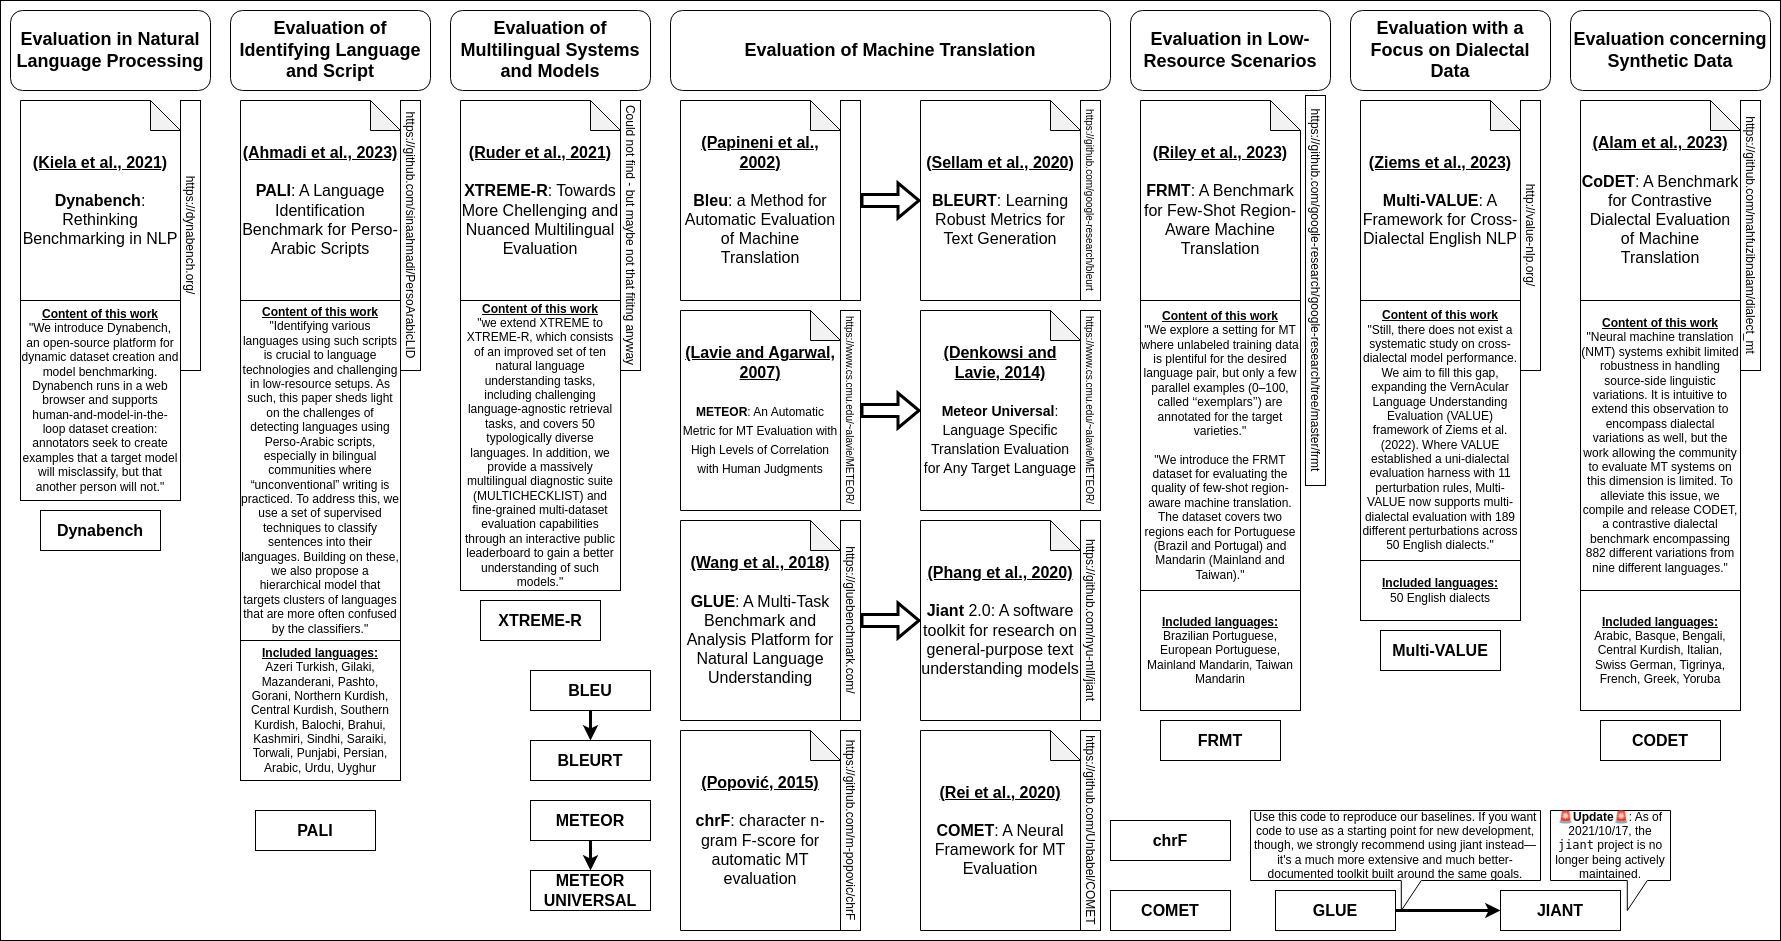 Evaluation in Natural
Language Processing
Evaluation of
Identifying Language
and Script
Evaluation of
Multilingual Systems
and Models
Evaluation of Machine Translation
Evaluation in Low-
Resource Scenarios
Evaluation with a
Focus on Dialectal
Data
Evaluation concerning
Synthetic Data
(Kiela et al., 2021)
Dynabench:
Rethinking
Benchmarking in NLP
https://dynabench.org/
Content of this work
"We introduce Dynabench,
an open-source platform for
dynamic dataset creation and
model benchmarking.
Dynabench runs in a web
browser and supports
human-and-model-in-the-
loop dataset creation:
annotators seek to create
examples that a target model
will misclassify, but that
another person will not."
Dynabench
(Ahmadi et al., 2023)
PALI: A Language
Identification
Benchmark for Perso-
Arabic Scripts
https://github.com/sinaahmadi/PersoArabicLID
Content of this work
"Identifying various
languages using such scripts
is crucial to language
technologies and challenging
in low-resource setups. As
such, this paper sheds light
on the challenges of
detecting languages using
Perso-Arabic scripts,
especially in bilingual
communities where
“unconventional” writing is
practiced. To address this, we
use a set of supervised
techniques to classify
sentences into their
languages. Building on these,
we also propose a
hierarchical model that
targets clusters of languages
that are more often confused
by the classifiers."
Included languages:
Azeri Turkish, Gilaki,
Mazanderani, Pashto,
Gorani, Northern Kurdish,
Central Kurdish, Southern
Kurdish, Balochi, Brahui,
Kashmiri, Sindhi, Saraiki,
Torwali, Punjabi, Persian,
Arabic, Urdu, Uyghur
PALI
(Ruder et al., 2021)
XTREME-R: Towards
More Chellenging and
Nuanced Multilingual
Evaluation
Could not find - but maybe not that fititng anyway
Content of this work
"we extend XTREME to
XTREME-R, which consists
of an improved set of ten
natural language
understanding tasks,
including challenging
language-agnostic retrieval
tasks, and covers 50
typologically diverse
languages. In addition, we
provide a massively
multilingual diagnostic suite
(MULTICHECKLIST) and
fine-grained multi-dataset
evaluation capabilities
through an interactive public
leaderboard to gain a better
understanding of such
models."
XTREME-R
BLEU
BLEURT
METEOR
METEOR
UNIVERSAL
(Papineni et al.,
2002)
Bleu: a Method for
Automatic Evaluation
of Machine
Translation
(Sellam et al., 2020)
BLEURT: Learning
Robust Metrics for
Text Generation
https://github.com/google-research/bleurt
(Lavie and Agarwal,
2007)
METEOR: An Automatic
Metric for MT Evaluation with
High Levels of Correlation
with Human Judgments
https://www.cs.cmu.edu/~alavie/METEOR/
(Denkowsi and
Lavie, 2014)
Meteor Universal:
Language Specific
Translation Evaluation
for Any Target Language
https://www.cs.cmu.edu/~alavie/METEOR/
(Wang et al., 2018)
GLUE: A Multi-Task
Benchmark and
Analysis Platform for
Natural Language
Understanding
https://gluebenchmark.com/
(Phang et al., 2020)
Jiant 2.0: A software
toolkit for research on
general-purpose text
understanding models
https://github.com/nyu-mll/jiant
(Popović, 2015)
chrF: character n-
gram F-score for
automatic MT
evaluation
https://github.com/m-popovic/chrF
(Rei et al., 2020)
COMET: A Neural
Framework for MT
Evaluation
https://github.com/Unbabel/COMET
(Riley et al., 2023)
FRMT: A Benchmark
for Few-Shot Region-
Aware Machine
Translation
https://github.com/google-research/google-research/tree/master/frmt
Content of this work
"We explore a setting for MT
where unlabeled training data
is plentiful for the desired
language pair, but only a few
parallel examples (0–100,
called ‘‘exemplars’’) are
annotated for the target
varieties."
"We introduce the FRMT
dataset for evaluating the
quality of few-shot region-
aware machine translation.
The dataset covers two
regions each for Portuguese
(Brazil and Portugal) and
Mandarin (Mainland and
Taiwan)."
Included languages:
Brazilian Portuguese,
European Portuguese,
Mainland Mandarin, Taiwan
Mandarin
FRMT
(Ziems et al., 2023)
Multi-VALUE: A
Framework for Cross-
Dialectal English NLP
http://value-nlp.org/
Content of this work
"Still, there does not exist a
systematic study on cross-
dialectal model performance.
We aim to fill this gap,
expanding the VernAcular
Language Understanding
Evaluation (VALUE)
framework of Ziems et al.
(2022). Where VALUE
established a uni-dialectal
evaluation harness with 11
perturbation rules, Multi-
VALUE now supports multi-
dialectal evaluation with 189
different perturbations across
50 English dialects."
Included languages:
50 English dialects
Multi-VALUE
(Alam et al., 2023)
CoDET: A Benchmark
for Contrastive
Dialectal Evaluation
of Machine
Translation
https://github.com/mahfuzibnalam/dialect_mt
Content of this work
"Neural machine translation
(NMT) systems exhibit limited
robustness in handling
source-side linguistic
variations. It is intuitive to
extend this observation to
encompass dialectal
variations as well, but the
work allowing the community
to evaluate MT systems on
this dimension is limited. To
alleviate this issue, we
compile and release CODET,
a contrastive dialectal
benchmark encompassing
882 different variations from
nine different languages."
Included languages:
Arabic, Basque, Bengali,
Central Kurdish, Italian,
Swiss German, Tigrinya,
French, Greek, Yoruba
CODET
chrF
COMET
Use this code to reproduce our baselines. If you want
code to use as a starting point for new development,
though, we strongly recommend using jiant instead—
it's a much more extensive and much better-
documented toolkit built around the same goals.
🚨Update🚨: As of
2021/10/17, the
jiant project is no
longer being actively
maintained.
GLUE
JIANT